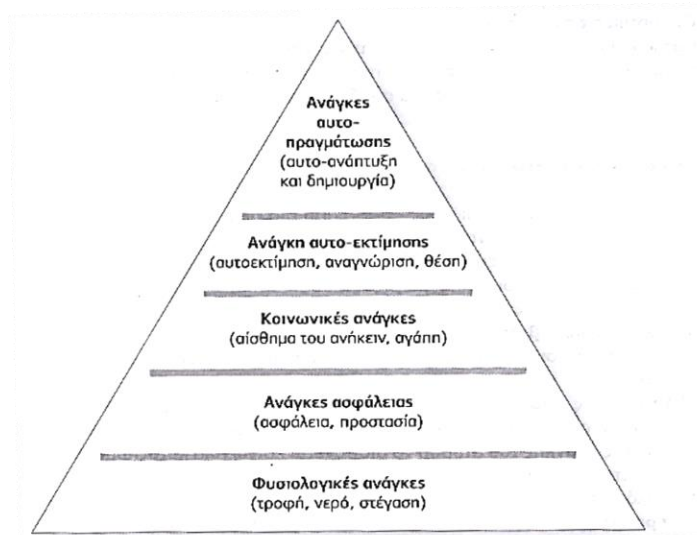 Ανάγκες
αυτο-
πραγμάτωσης
(αυτο-ανάπτυξη
και δημιουργία)
Ανάγκη αυτο-εκτίμησης
(αυτοεκτίμηση, αναγνώριση, θέση)
Κοινωνικές ανάγκες
(αίσθημα του ανήκειν, αγάπη)
Ανάγκες ασφάλειας
(ασφάλεια, προστασία)
Φυσιολογικές ανάγκες
(τροφή, νερό, στέγαση)